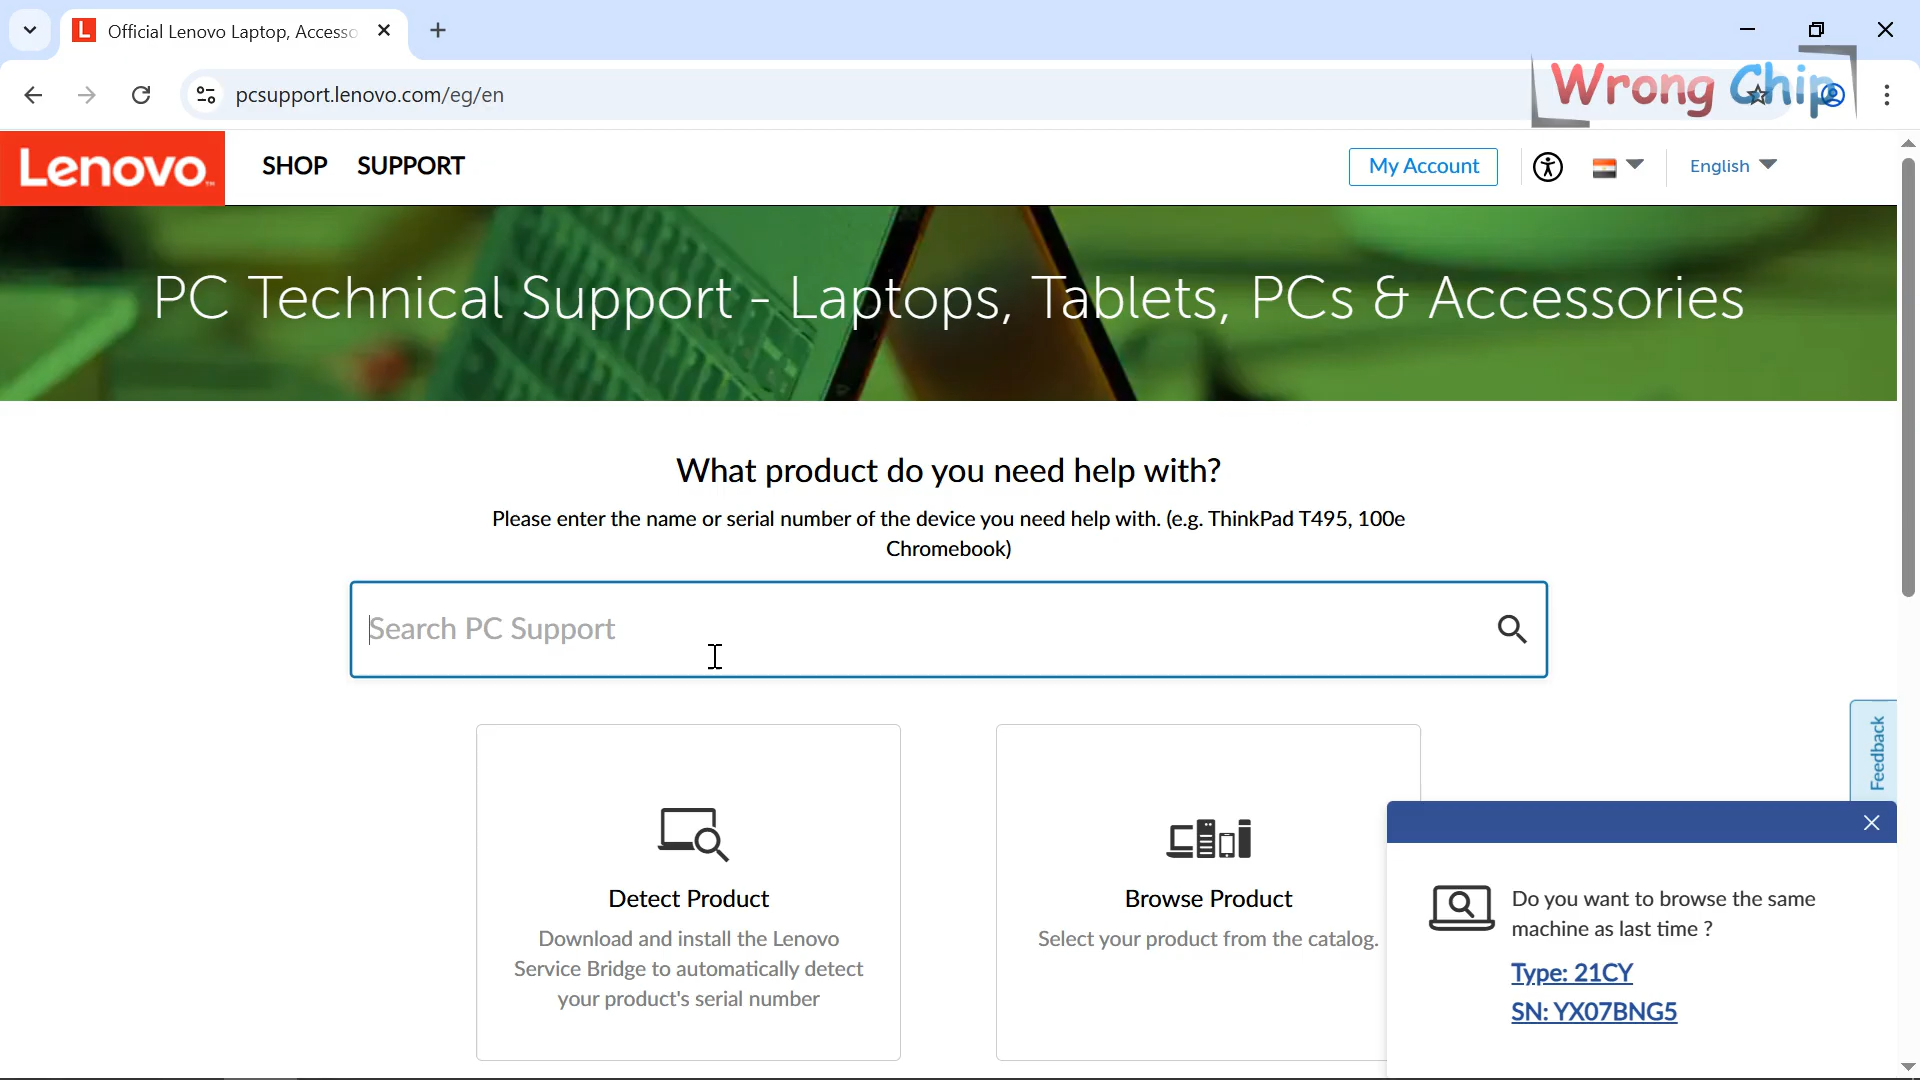 Official Lenovo Laptop, Accesso
pcsupport.lenovo.com/eg/en
Wrong Chip
Lenovo
SHOP
SUPPORT
My Account
English
PC Technical Support - Laptops, Tablets, PCs & Accessories
What product do you need help with?
Please enter the name or serial number of the device you need help with. (e.g. ThinkPad T495, 100e
Chromebook)
Search PC Support
Feedback
Detect Product
Download and install the Lenovo
Service Bridge to automatically detect
your product's serial number
Browse Product
Select your product from the catalog.
Do you want to browse the same
machine as last time ?
Type: 21CY
SN: YX07BNG5